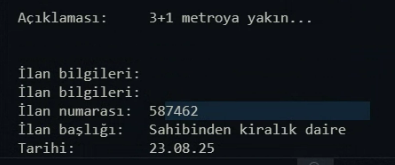 Açıklaması: 3+1 metroya yakın...
İlan bilgileri:
İlan bilgileri:
İlan numarası: 587462
İlan başlığı: Sahibinden kiralık daire
Tarihi: 23.08.25